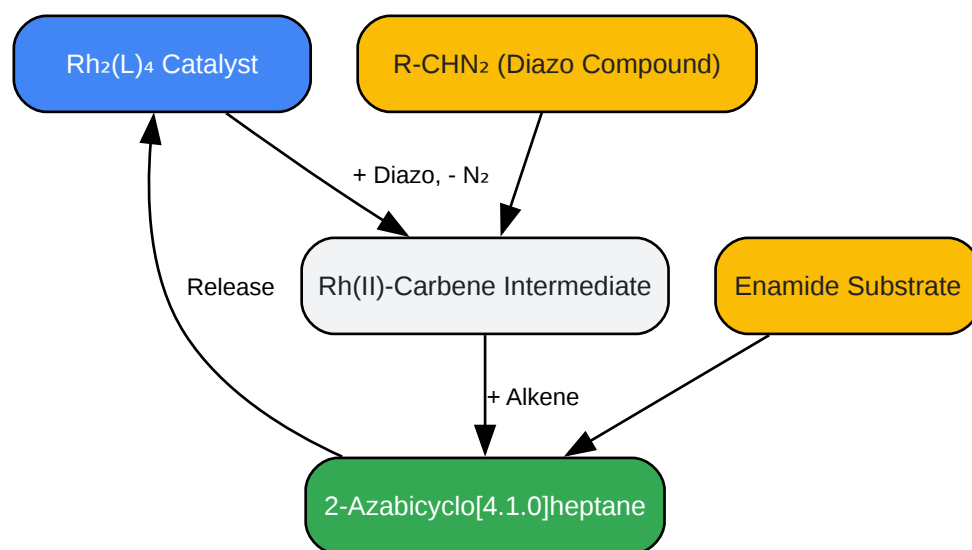 Rh₂(L)₄ Catalyst
R-CHN₂ (Diazo Compound)
+ Diazo, - N₂
Release
Rh(II)-Carbene Intermediate
Enamide Substrate
+ Alkene
2-Azabicyclo[4.1.0]heptane